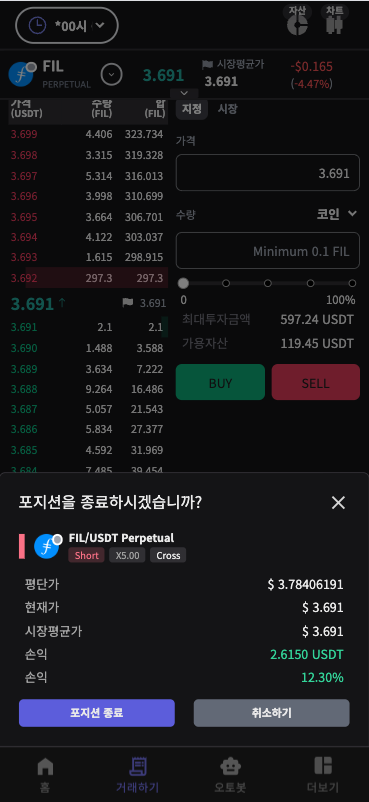 *00시
자산
차트
FIL
PERPETUAL
3.691
시장평균가
3.691
-$0.165
(-4.47%)
가격 수량 합
(USDT) (FIL) (FIL)
3.699 4.406 323.734
3.698 3.315 319.328
3.697 5.314 316.013
3.696 3.998 310.699
3.695 3.664 306.701
3.694 4.122 303.037
3.693 1.615 298.915
3.692 297.3 297.3
3.691↑ 3.691
3.691 2.1 2.1
3.690 1.488 3.588
3.689 3.634 7.222
3.688 9.264 16.486
3.687 5.057 21.543
3.686 5.834 27.377
3.685 4.592 31.969
3.684 7.485 39.454
지정 시장
가격
3.691
수량 코인
Minimum 0.1 FIL
0 100%
최대투자금액 597.24 USDT
가용자산 119.45 USDT
BUY SELL
포지션을 종료하시겠습니까?
FIL/USDT Perpetual
Short X5.00 Cross
평단가 $ 3.78406191
현재가 $ 3.691
시장평균가 $ 3.691
손익 2.6150 USDT
손익 12.30%
포지션 종료 취소하기
홈 거래하기 오토봇 더보기